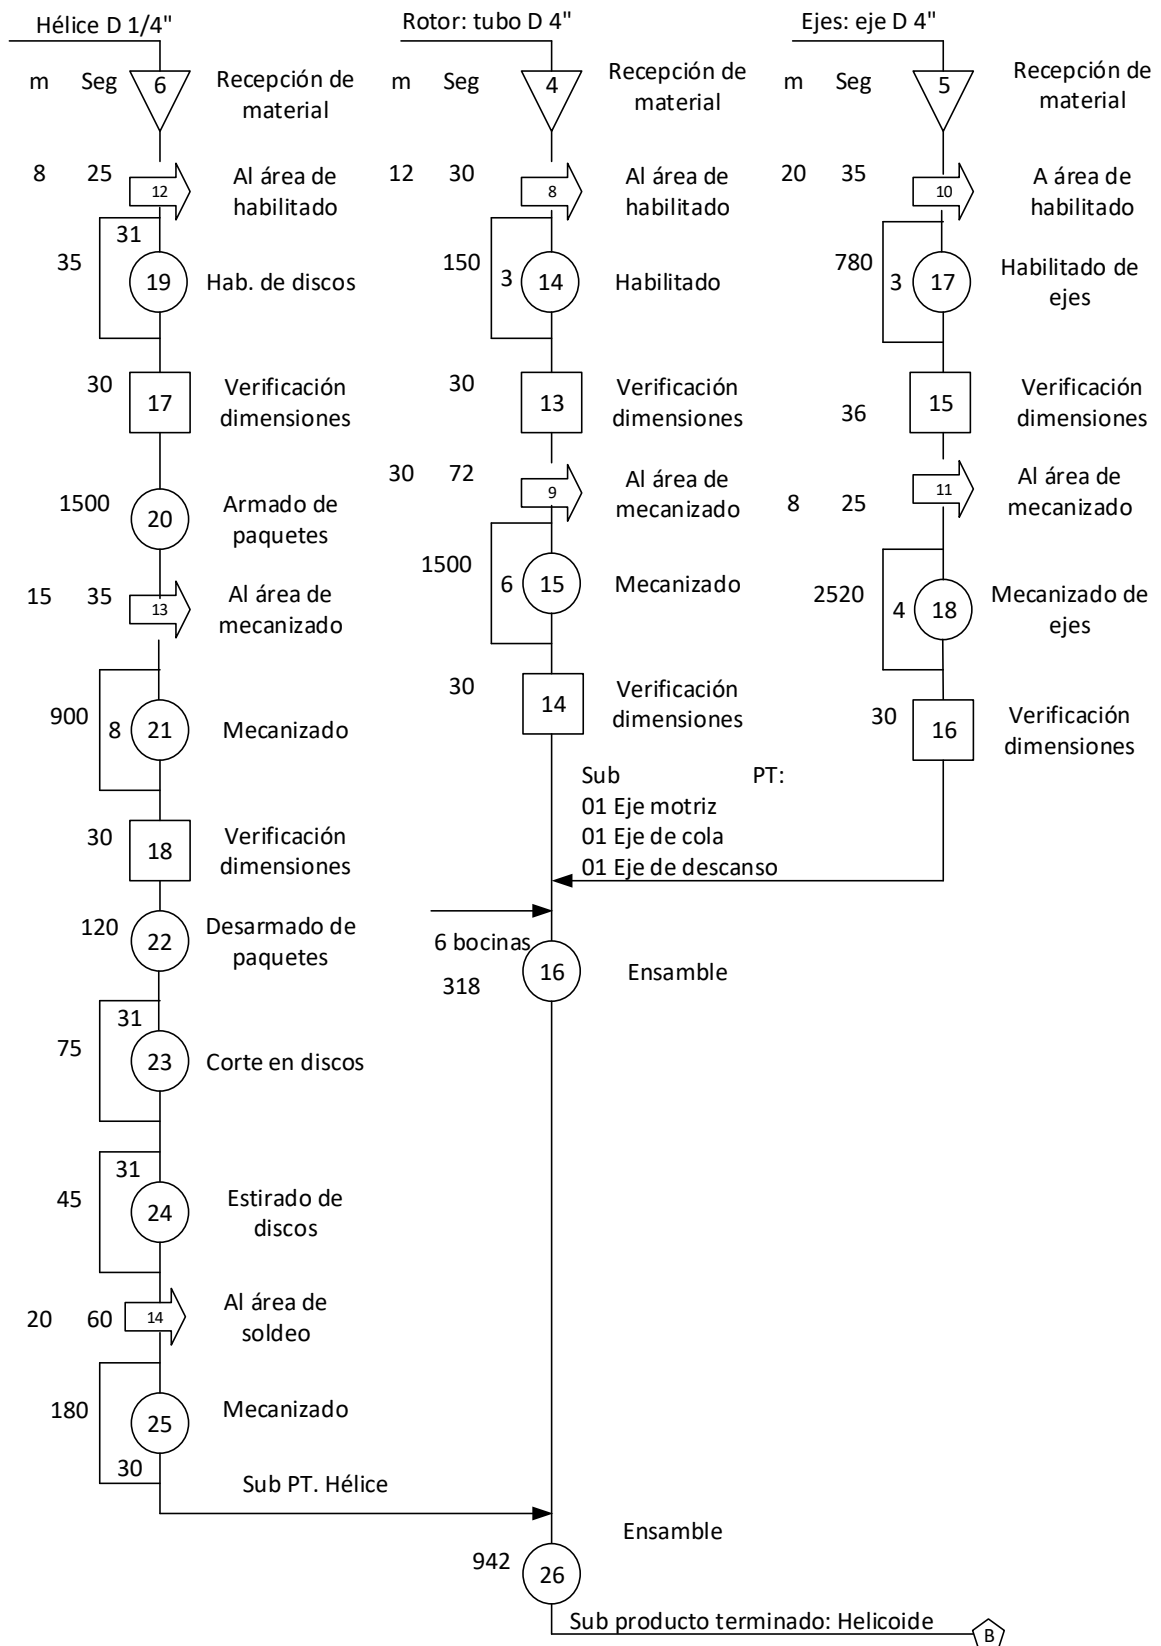 Hélice D 1/4"
m Seg
6
Recepción de
material
8 25
12
Al área de
habilitado
31
35
19
Hab. de discos
30
17
Verificación
dimensiones
1500
20
Armado de
paquetes
15 35
13
Al área de
mecanizado
900
8
21
Mecanizado
30
18
Verificación
dimensiones
120
22
Desarmado de
paquetes
31
75
23
Corte en discos
31
45
24
Estirado de
discos
20 60
14
Al área de
soldeo
180
25
Mecanizado
30
Sub PT. Hélice
Rotor: tubo D 4"
m Seg
4
Recepción de
material
12 30
8
Al área de
habilitado
150
3
14
Habilitado
30
13
Verificación
dimensiones
30 72
9
Al área de
mecanizado
1500
6
15
Mecanizado
30
14
Verificación
dimensiones
Ejes: eje D 4"
m Seg
5
Recepción de
material
20 35
10
A área de
habilitado
780
3
17
Habilitado de
ejes
36
15
Verificación
dimensiones
8 25
11
Al área de
mecanizado
2520
4
18
Mecanizado de
ejes
30
16
Verificación
dimensiones
Sub PT:
01 Eje motriz
01 Eje de cola
01 Eje de descanso
6 bocinas
318
16
Ensamble
942
26
Ensamble
Sub producto terminado: Helicoide
B